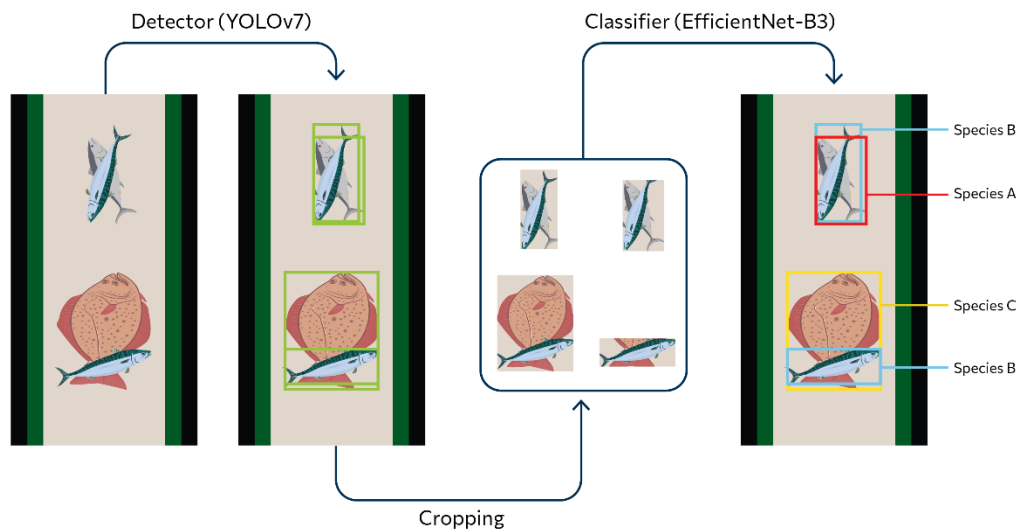 Detector (YOLOv7)
Classifier (EfficientNet-B3)
Species B
Species A
Species C
Species B
Cropping